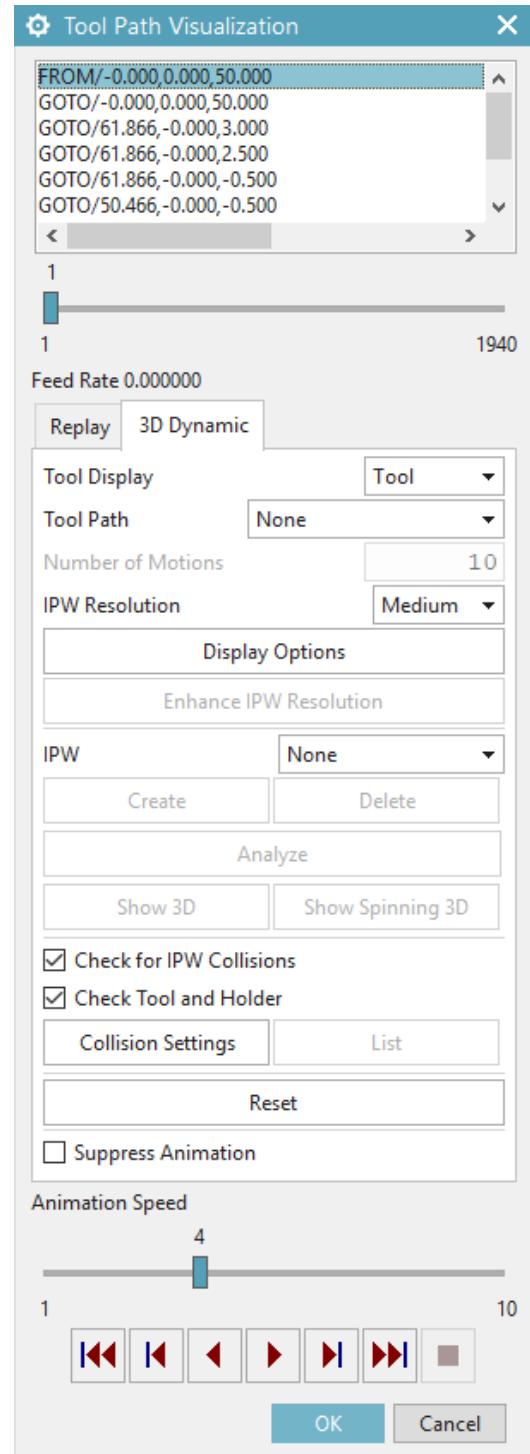 Tool Path Visualization
FROM/-0.000,0.000,50.000
GOTO/-0.000,0.000,50.000
GOTO/61.866,-0.000,3.000
GOTO/61.866,-0.000,2.500
GOTO/61.866,-0.000,-0.500
GOTO/50.466,-0.000,-0.500
1
1 1940
Feed Rate 0.000000
Replay 3D Dynamic
Tool Display Tool
Tool Path None
Number of Motions 10
IPW Resolution Medium
Display Options
Enhance IPW Resolution
IPW None
Create Delete
Analyze
Show 3D Show Spinning 3D
Check for IPW Collisions
Check Tool and Holder
Collision Settings List
Reset
Suppress Animation
Animation Speed
4
1 10
OK Cancel